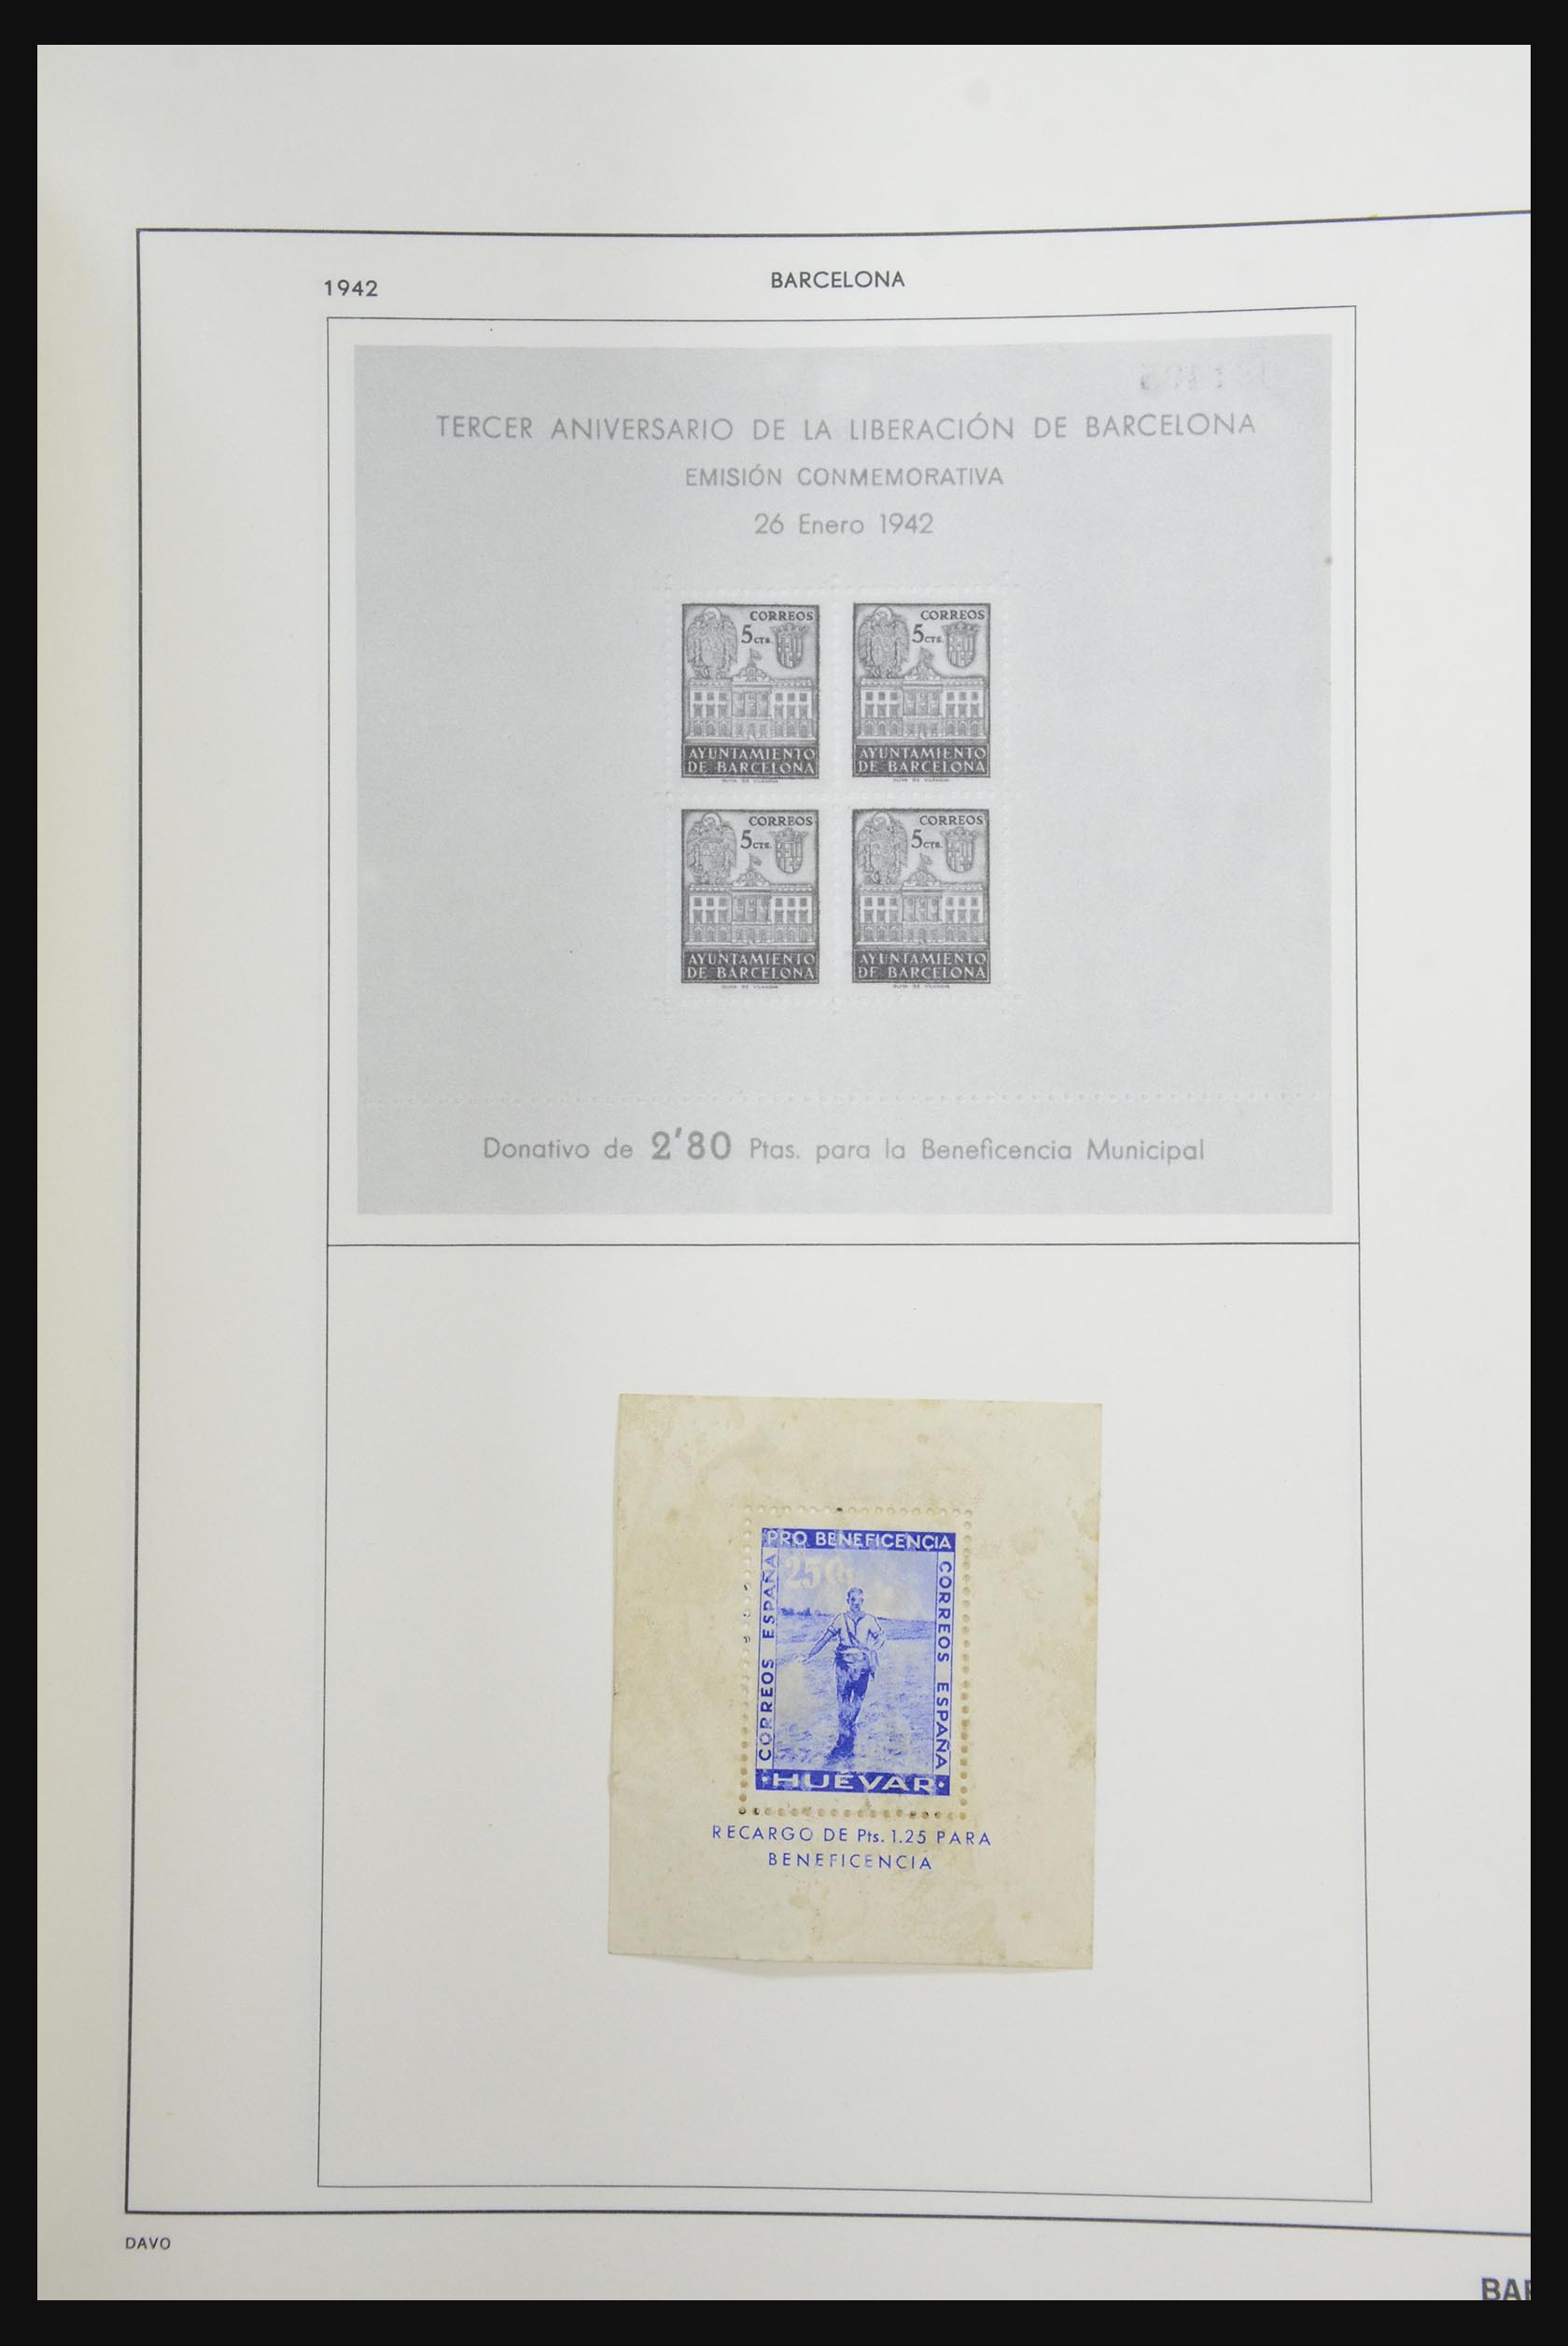 1942
BARCELONA
TERCER ANIVERSARIO DE LA LIBERACIÓN DE BARCELONA
EMISIÓN CONMEMORATIVA
26 Enero 1942
CORREOS
5 CTS.
AYUNTAMIENTO
DE BARCELONA
CORREOS
5 CTS.
AYUNTAMIENTO
DE BARCELONA
CORREOS
5 CTS.
AYUNTAMIENTO
DE BARCELONA
CORREOS
5 CTS.
AYUNTAMIENTO
DE BARCELONA
Donativo de 2'80 Ptas. para la Beneficencia Municipal
PRO BENEFICENCIA
CORREOS ESPAÑA
CORREOS ESPAÑA
·HUÉVAR·
RECARGO DE Pts. 1.25 PARA
BENEFICENCIA
DAVO